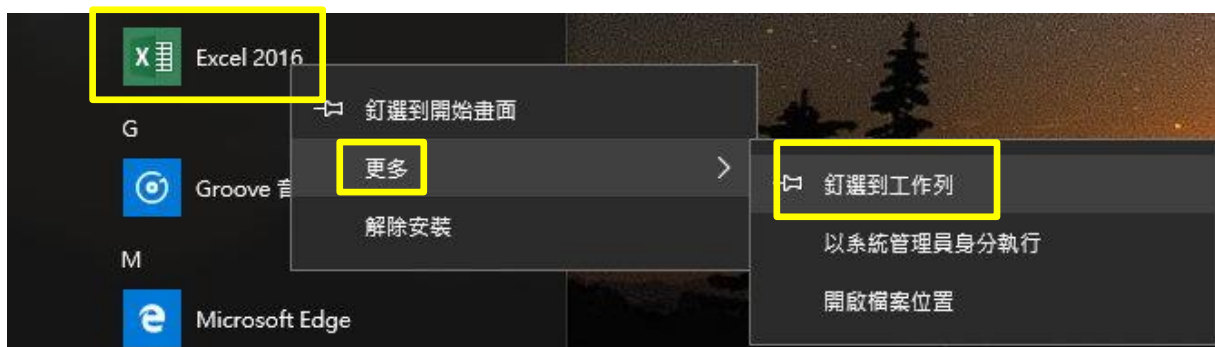 Excel 2016
釘選到開始畫面
G
更多
釘選到工作列
Groove
解除安裝
以系統管理員身分執行
M
開啟檔案位置
Microsoft Edge